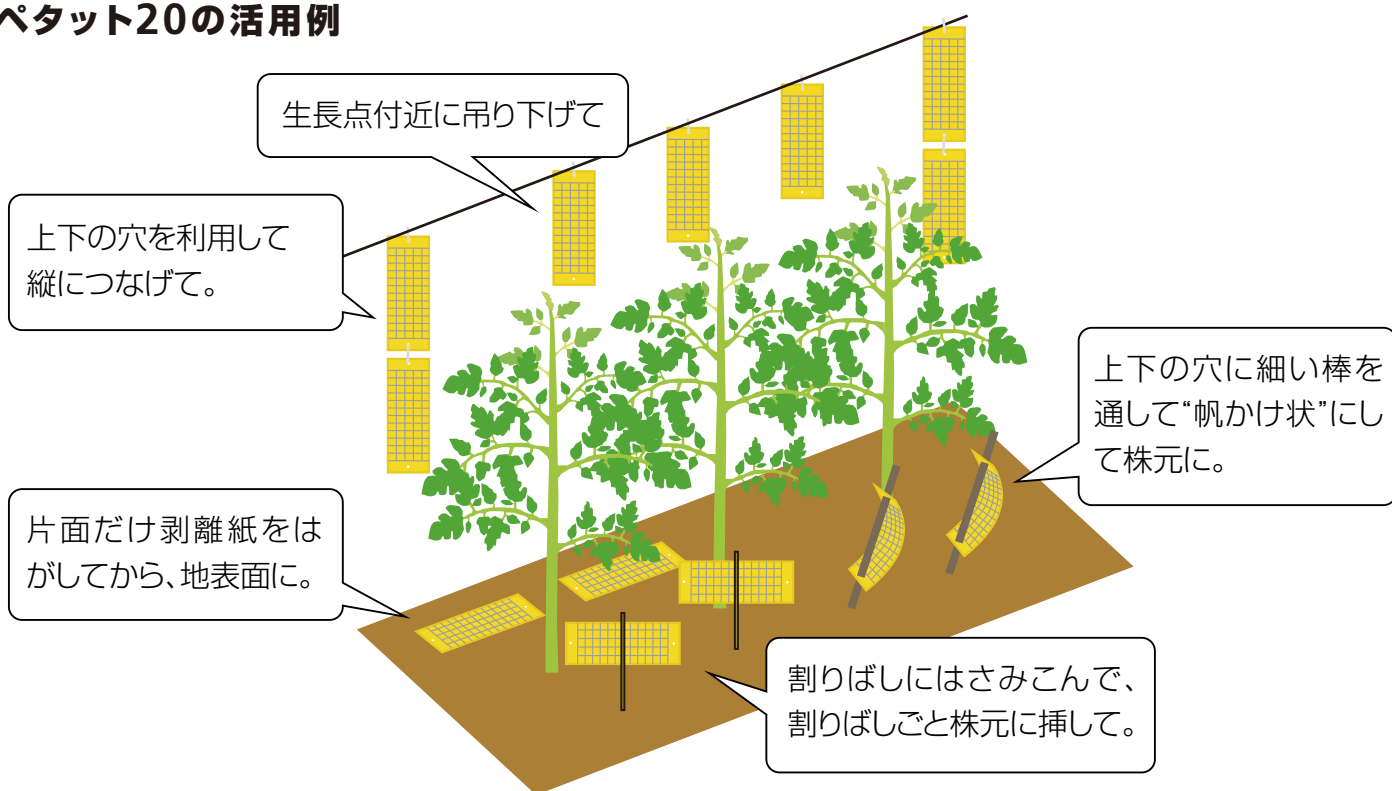 ペタット20の活用例
生長点付近に吊り下げて
上下の穴を利用して
縦につなげて。
上下の穴に細い棒を
通して“帆かけ状”にし
て株元に。
片面だけ剥離紙をは
がしてから、地表面に。
割りばしにはさみこんで、
割りばしごと株元に挿して。